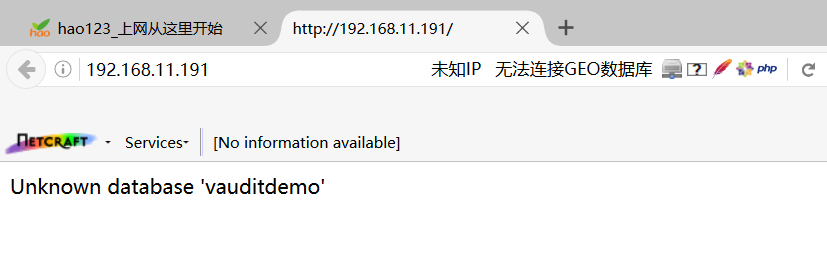 hao123_上网从这里开始 http://192.168.11.191/
192.168.11.191 未知IP 无法连接GEO数据库 php
NETCRAFT Services [No information available]
Unknown database 'vauditdemo'